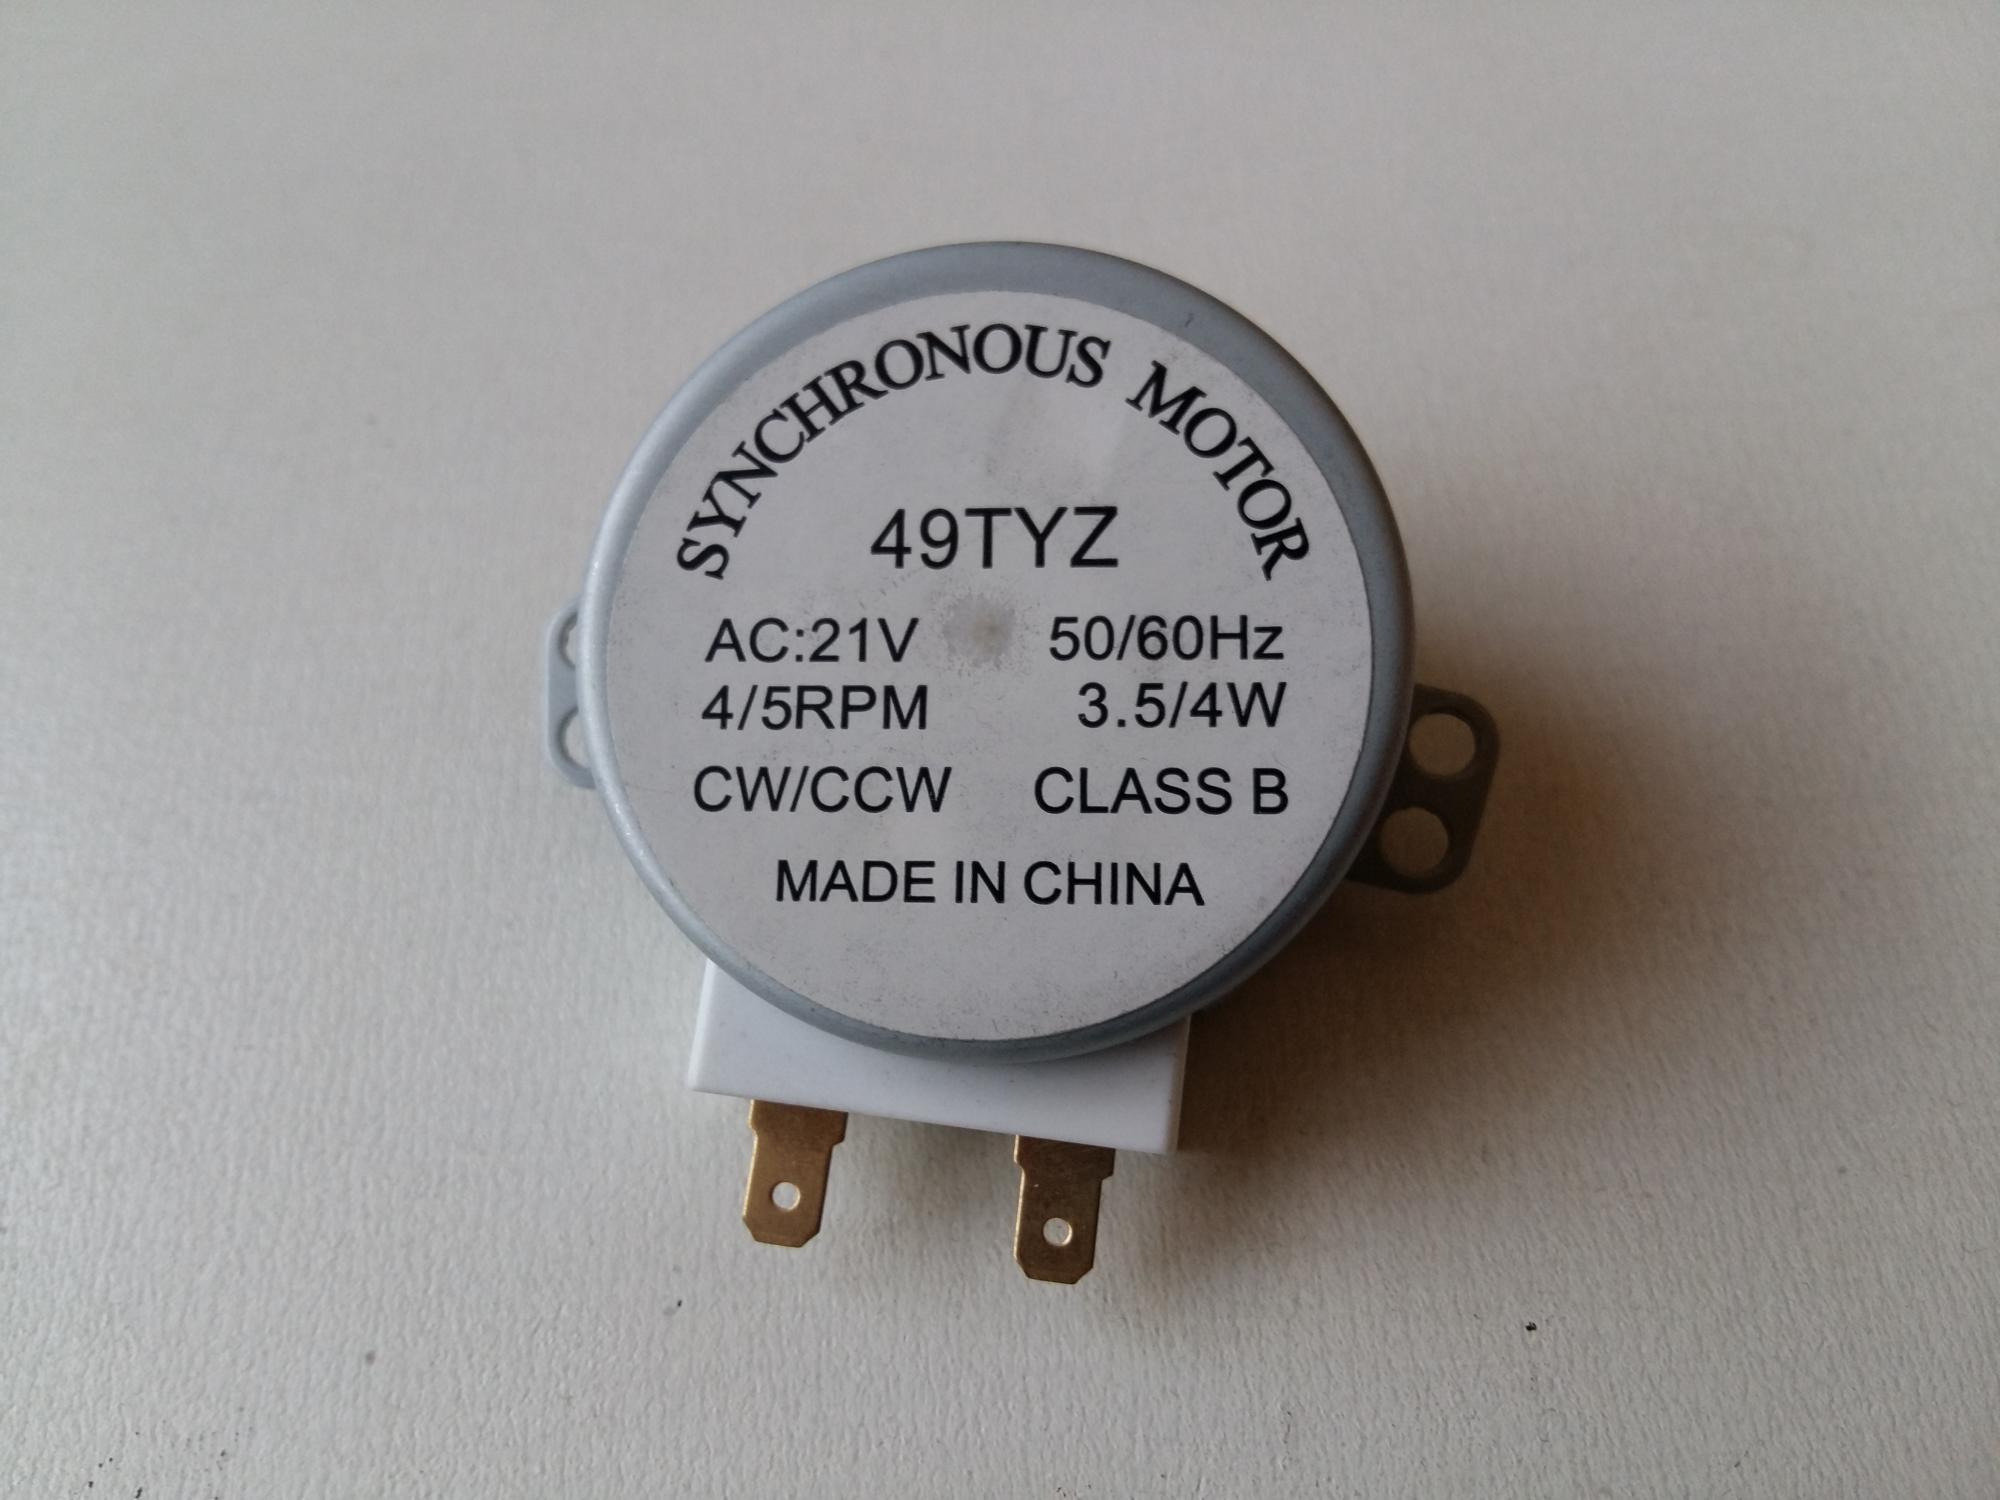 SYNCHRONOUS MOTOR
49TYZ
AC:21V 50/60Hz
4/5RPM 3.5/4W
CW/CCW CLASS B
MADE IN CHINA